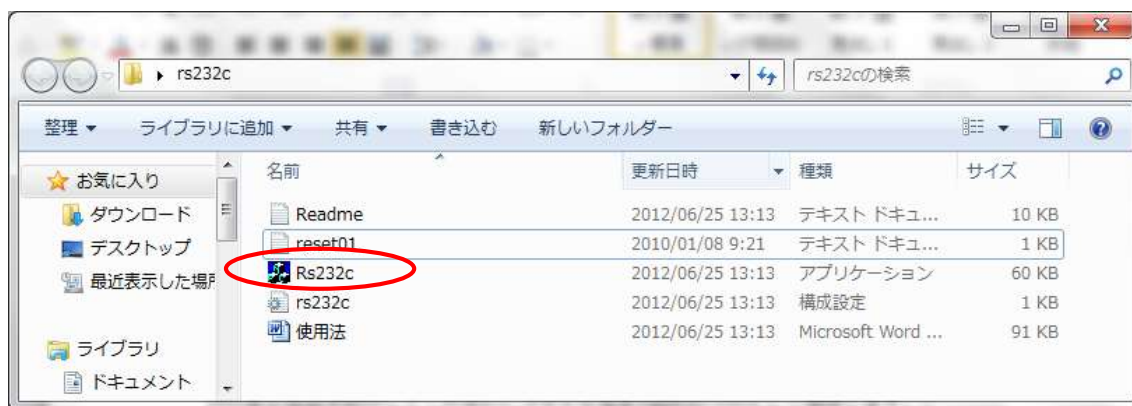 rs232c
rs232cの検索
整理 ライブラリに追加 共有 書き込む 新しいフォルダー
お気に入り
ダウンロード
デスクトップ
最近表示した場所
ライブラリ
ドキュメント
名前 更新日時 種類 サイズ
Readme 2012/06/25 13:13 テキスト ドキュ... 10 KB
reset01 2010/01/08 9:21 テキスト ドキュ... 1 KB
Rs232c 2012/06/25 13:13 アプリケーション 60 KB
rs232c 2012/06/25 13:13 構成設定 1 KB
使用法 2012/06/25 13:13 Microsoft Word ... 91 KB